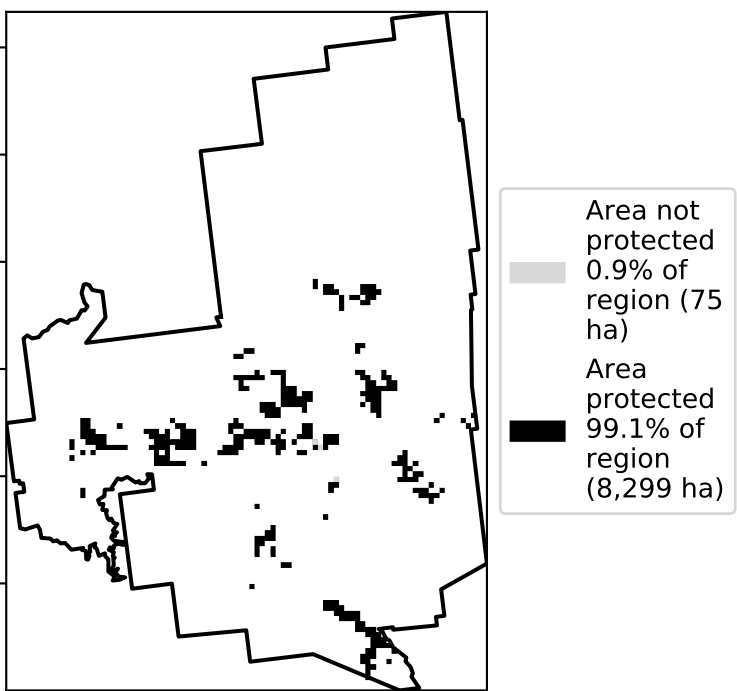 Area not
protected
0.9% of
region (75
ha)
Area
protected
99.1% of
region
(8,299 ha)